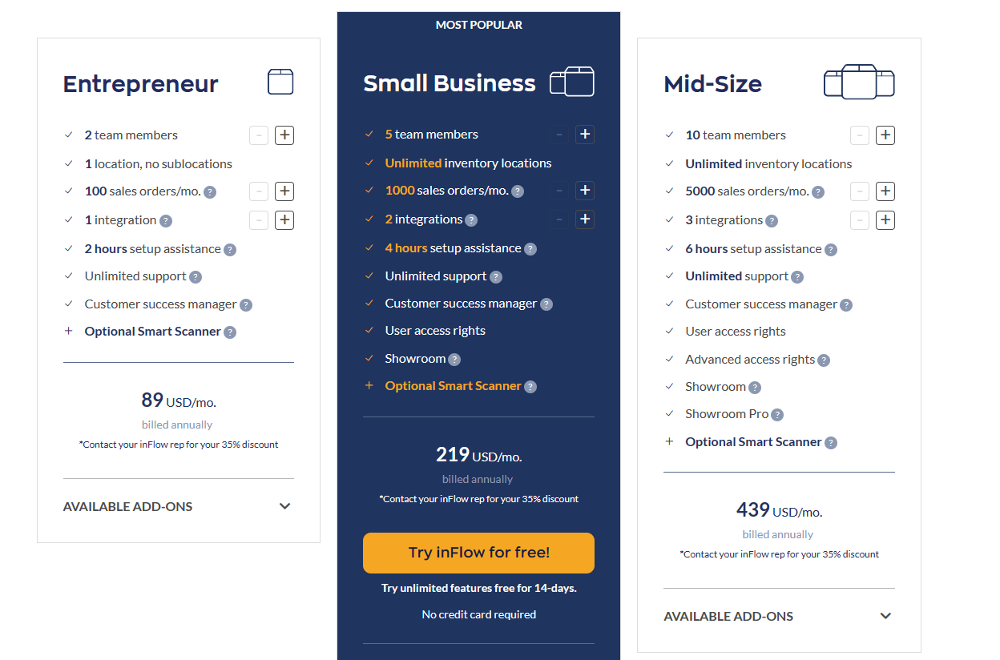 Entrepreneur
2 team members - +
1 location, no sublocations
100 sales orders/mo. ? - +
1 integration ? - +
2 hours setup assistance ?
Unlimited support ?
Customer success manager ?
+ Optional Smart Scanner ?
89 USD/mo.
billed annually
*Contact your inFlow rep for your 35% discount
AVAILABLE ADD-ONS
MOST POPULAR
Small Business
5 team members - +
Unlimited inventory locations
1000 sales orders/mo. ? - +
2 integrations ? - +
4 hours setup assistance ?
Unlimited support ?
Customer success manager ?
User access rights
Showroom ?
+ Optional Smart Scanner ?
219 USD/mo.
billed annually
*Contact your inFlow rep for your 35% discount
Try inFlow for free!
Try unlimited features free for 14-days.
No credit card required
Mid-Size
10 team members - +
Unlimited inventory locations
5000 sales orders/mo. ? - +
3 integrations ? - +
6 hours setup assistance ?
Unlimited support ?
Customer success manager ?
User access rights
Advanced access rights ?
Showroom ?
Showroom Pro ?
+ Optional Smart Scanner ?
439 USD/mo.
billed annually
*Contact your inFlow rep for your 35% discount
AVAILABLE ADD-ONS